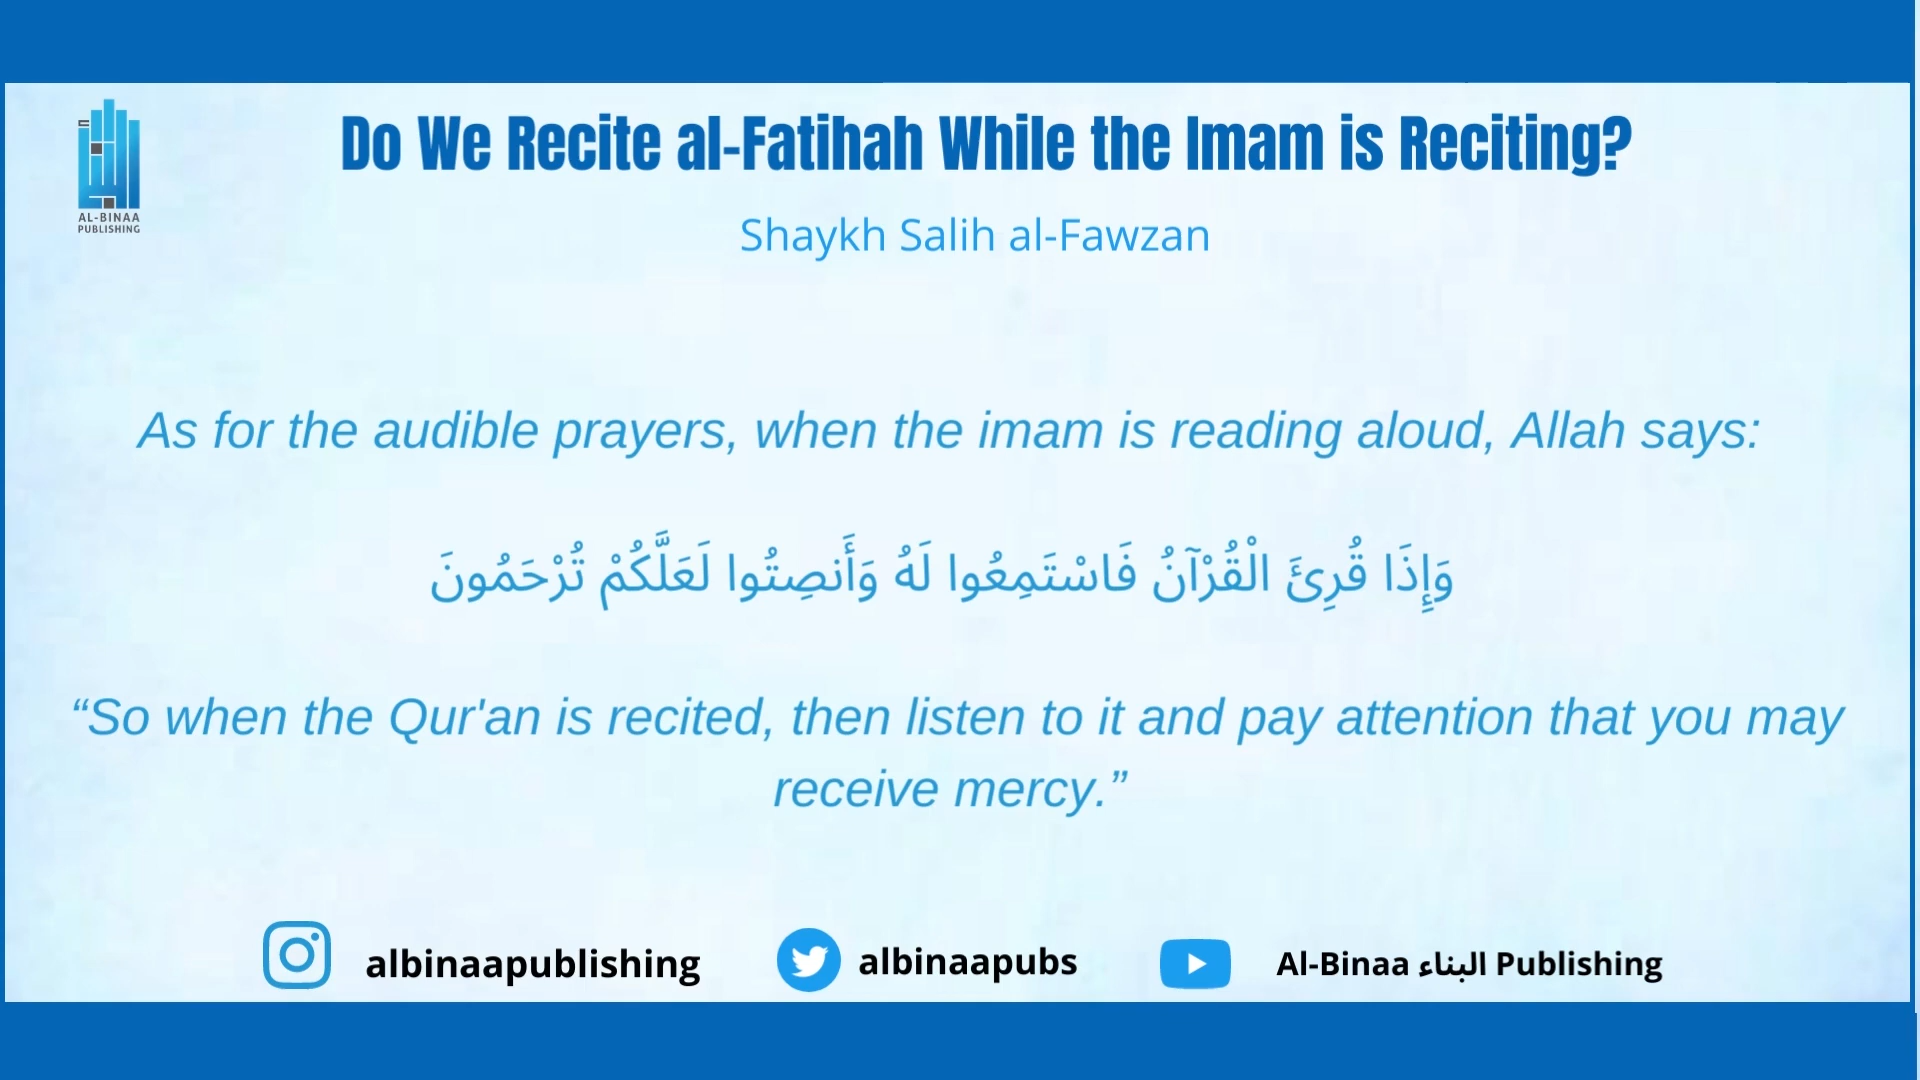 AL-BINAA
PUBLISHING
Do We Recite al-Fatihah While the Imam is Reciting?
Shaykh Salih al-Fawzan
As for the audible prayers, when the imam is reading aloud, Allah says:
وَإِذَا قُرِئَ الْقُرْآنُ فَاسْتَمِعُوا لَهُ وَأَنصِتُوا لَعَلَّكُمْ تُرْحَمُونَ
“So when the Qur'an is recited, then listen to it and pay attention that you may
receive mercy.”
albinaapublishing
albinaapubs
Al-Binaa البناء Publishing